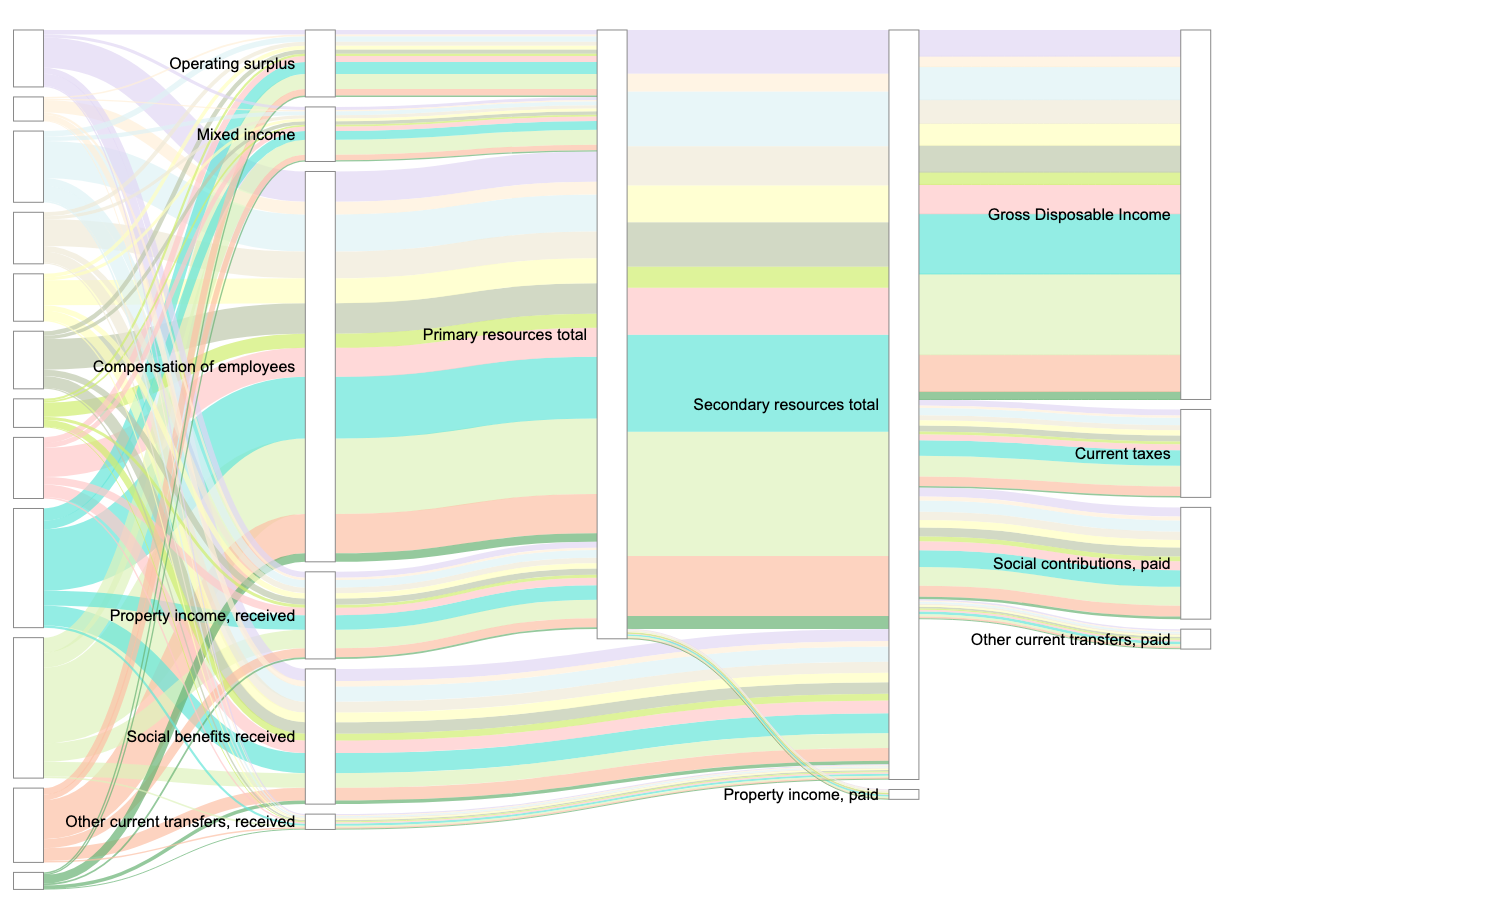 Operating surplus
Mixed income
Gross Disposable Income
Primary resources total
Compensation of employees
Secondary resources total
Current taxes
Social contributions, paid
Property income, received
Other current transfers, paid
Social benefits received
Property income, paid
Other current transfers, received